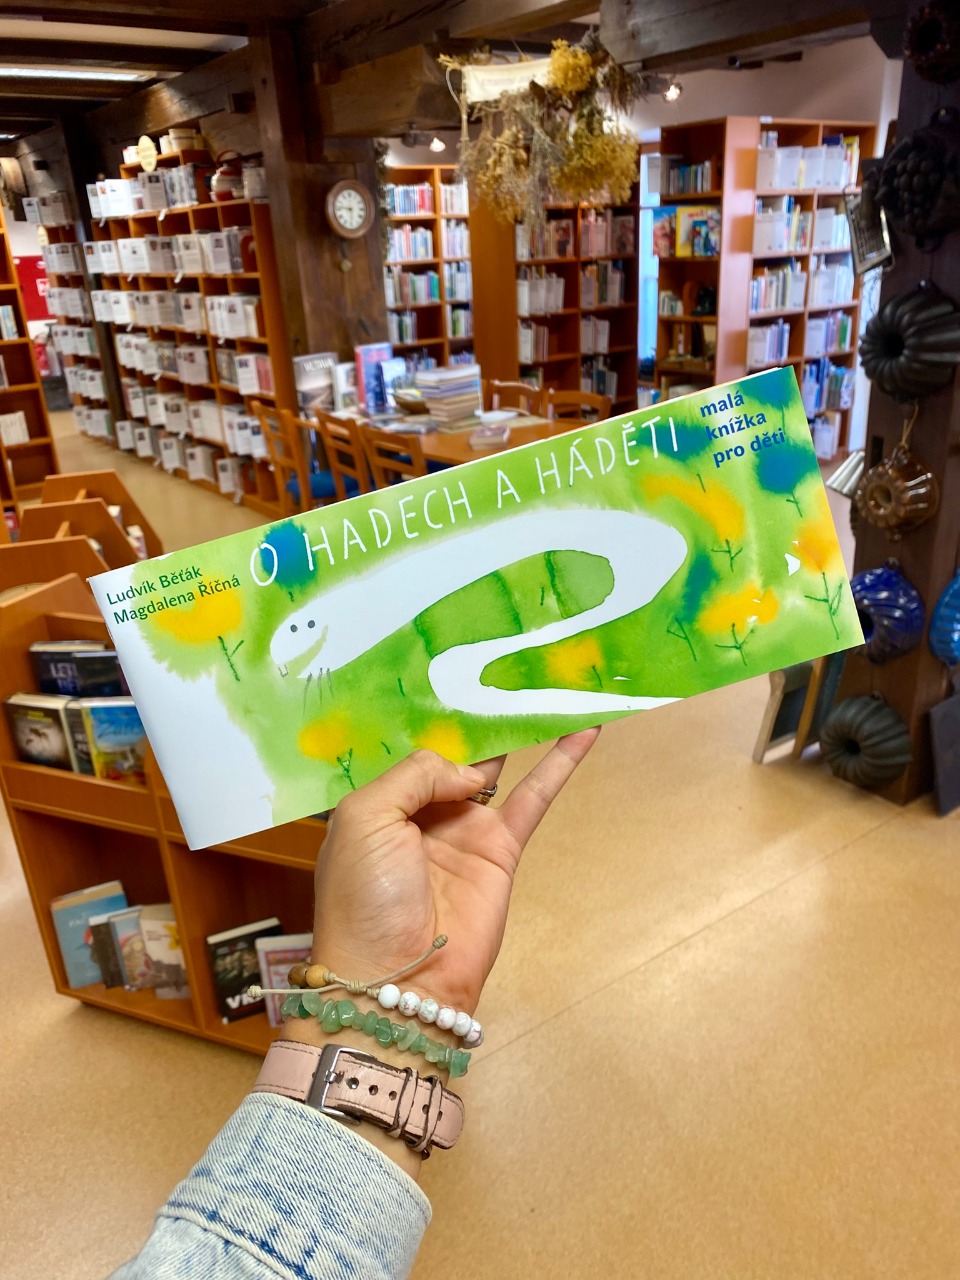 Ludvík Běťák
Magdalena Říčná
O HADECH A HÁDĚTI
malá
knížka
pro děti